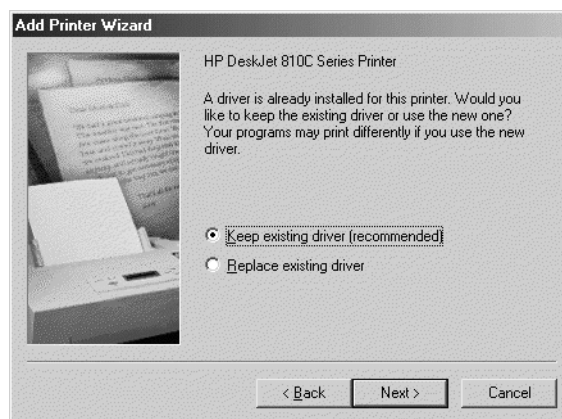 Add Printer Wizard
HP DeskJet 810C Series Printer
A driver is already installed for this printer. Would you
like to keep the existing driver or use the new one?
Your programs may print differently if you use the new
driver.
Keep existing driver (recommended)
Replace existing driver
< Back
Next >
Cancel